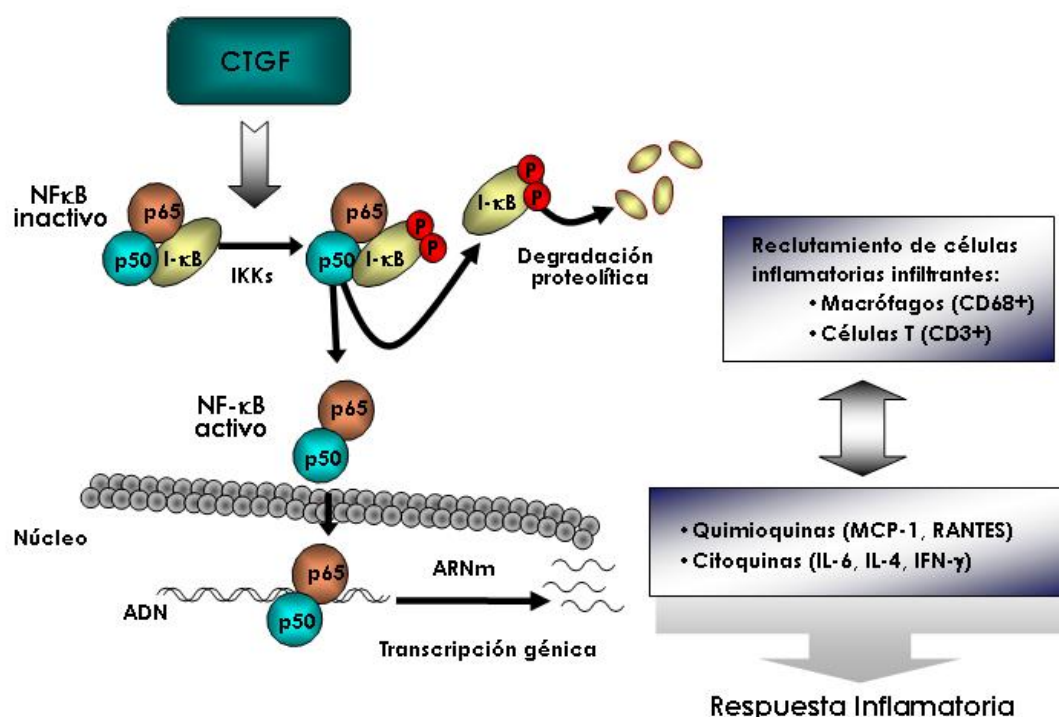 CTGF
NFκB
inactivo
p65
p50
I-κB
IKKs
p65
p50
I-κB
P
P
I-κB
P
P
Degradación
proteolítica
Reclutamiento de células
inflamatorias infiltrantes:
• Macrófagos (CD68+)
• Células T (CD3+)
NF-κB
activo
p65
p50
Núcleo
• Quimioquinas (MCP-1, RANTES)
• Citoquinas (IL-6, IL-4, IFN-γ)
ADN
p65
p50
ARNm
Transcripción génica
Respuesta Inflamatoria